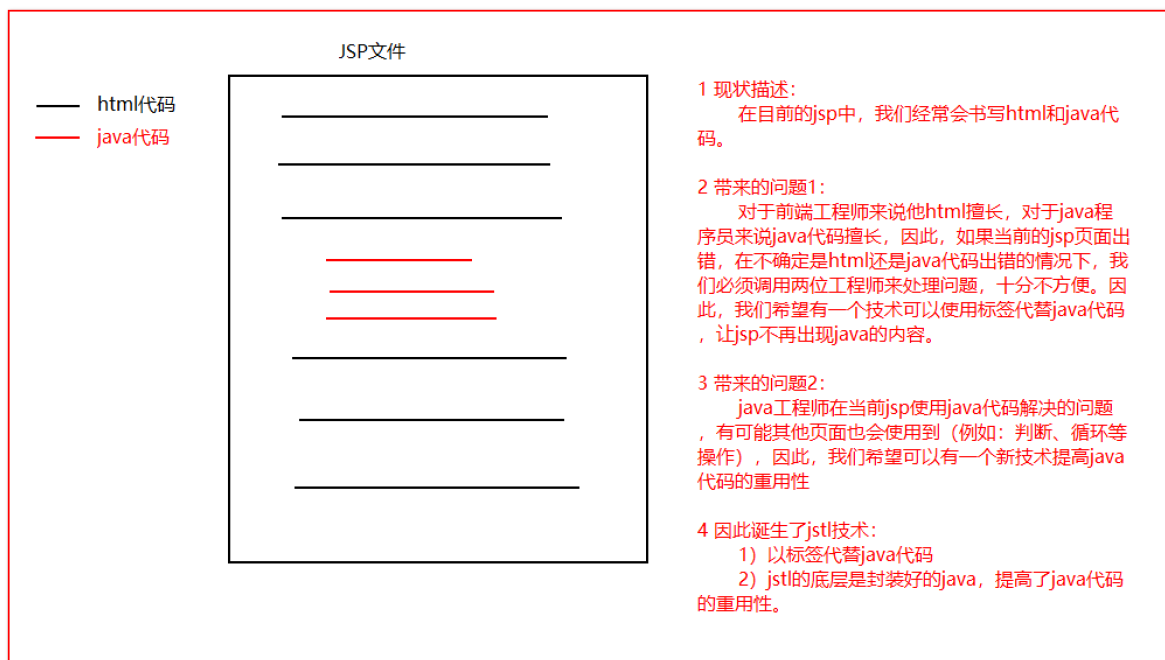 JSP文件
html代码
java代码
1 现状描述：
在目前的jsp中，我们经常会书写html和java代
码。
2 带来的问题1：
对于前端工程师来说他html擅长，对于java程
序员来说java代码擅长，因此，如果当前的jsp页面出
错，在不确定是html还是java代码出错的情况下，我
们必须调用两位工程师来处理问题，十分不方便。因
此，我们希望有一个技术可以使用标签代替java代码
，让jsp不再出现java的内容。
3 带来的问题2：
java工程师在当前jsp使用java代码解决的问题
，有可能其他页面也会使用到（例如：判断、循环等
操作），因此，我们希望可以有一个新技术提高java
代码的重用性
4 因此诞生了jstl技术：
1）以标签代替java代码
2）jstl的底层是封装好的java，提高了java代码
的重用性。